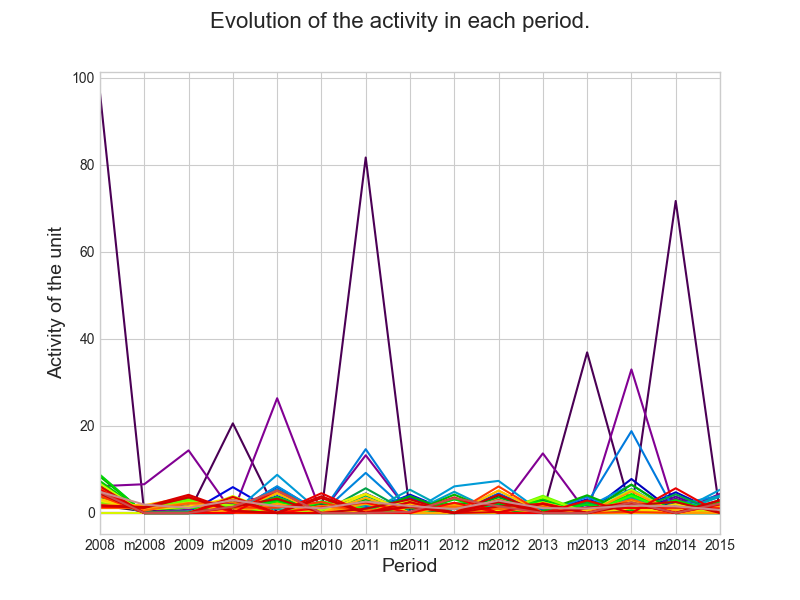 Evolution of the activity in each period.
100
80
60
40
20
0
Activity of the unit
2008 m2008 2009 m2009 2010 m2010 2011 m2011 2012 m2012 2013 m2013 2014 m2014 2015
Period